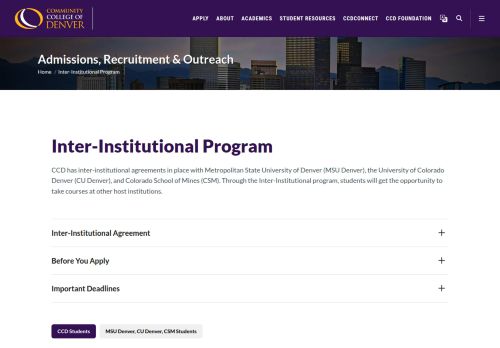 COMMUNITY
COLLEGE OF
DENVER
APPLY ABOUT ACADEMICS STUDENT RESOURCES CCDCONNECT CCD FOUNDATION
Admissions, Recruitment & Outreach
Home / Inter-Institutional Program
Inter-Institutional Program
CCD has inter-institutional agreements in place with Metropolitan State University of Denver (MSU Denver), the University of Colorado
Denver (CU Denver), and Colorado School of Mines (CSM). Through the Inter-Institutional program, students will get the opportunity to
take courses at other host institutions.
Inter-Institutional Agreement
Before You Apply
Important Deadlines
CCD Students MSU Denver, CU Denver, CSM Students